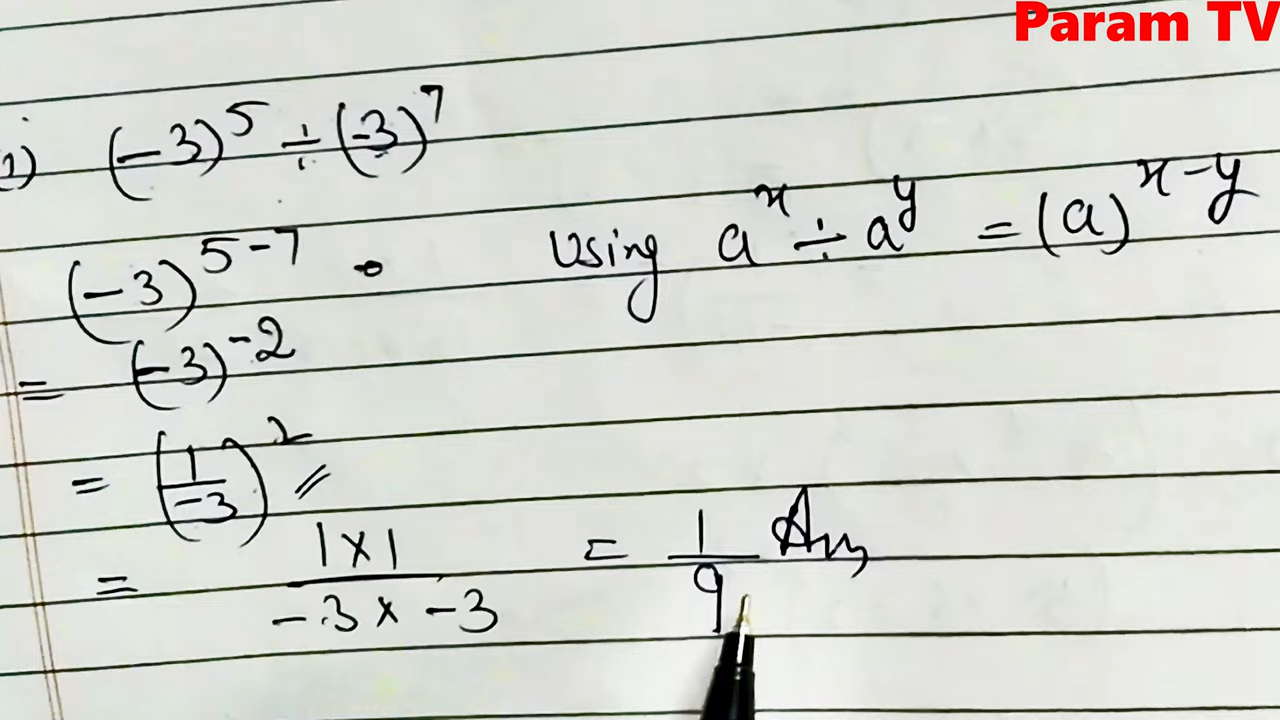 Param TV
1) (-3)^5 ÷ (-3)^7
(-3)^{5-7} . Using a^x ÷ a^y = (a)^{x-y}
= (-3)^{-2}
= (1/-3)^2 =
= 1×1/-3×-3 = 1/9 Ans